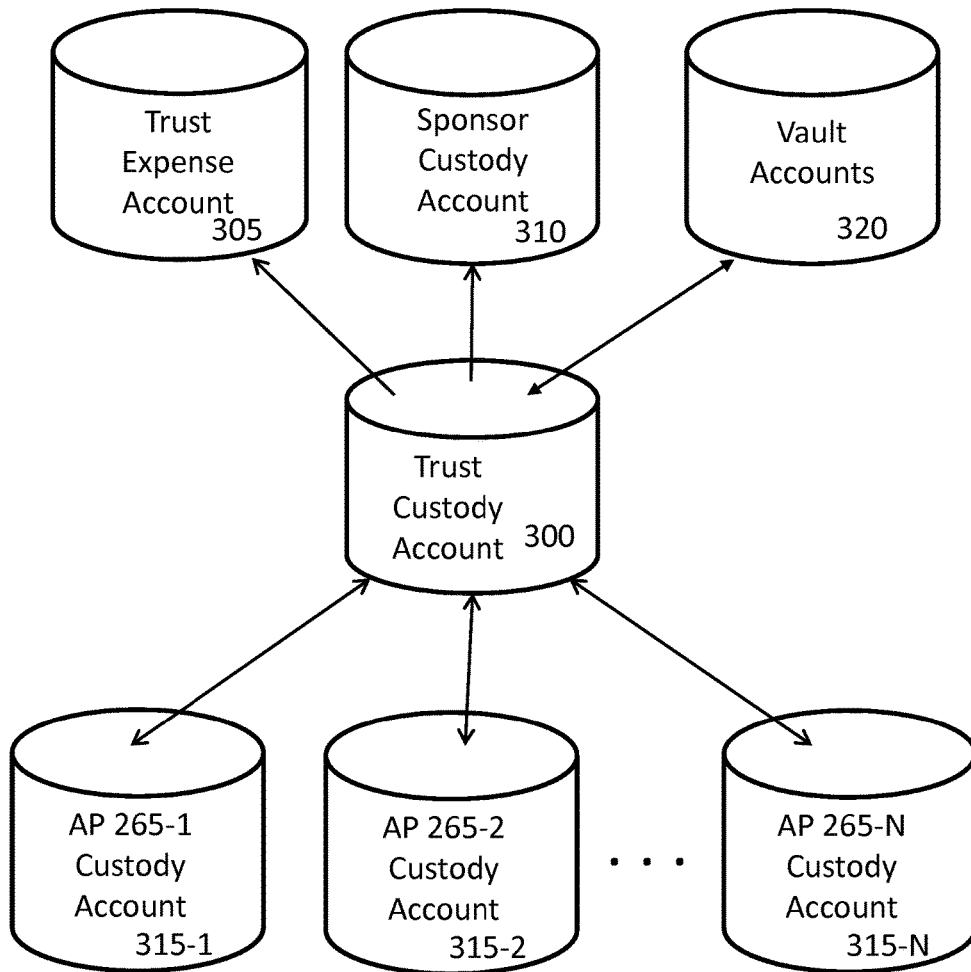 Trust
Expense
Account
305
Sponsor
Custody
Account
310
Vault
Accounts
320
Trust
Custody
Account
300
AP 265-1
Custody
Account
315-1
AP 265-2
Custody
Account
315-2
. . .
AP 265-N
Custody
Account
315-N